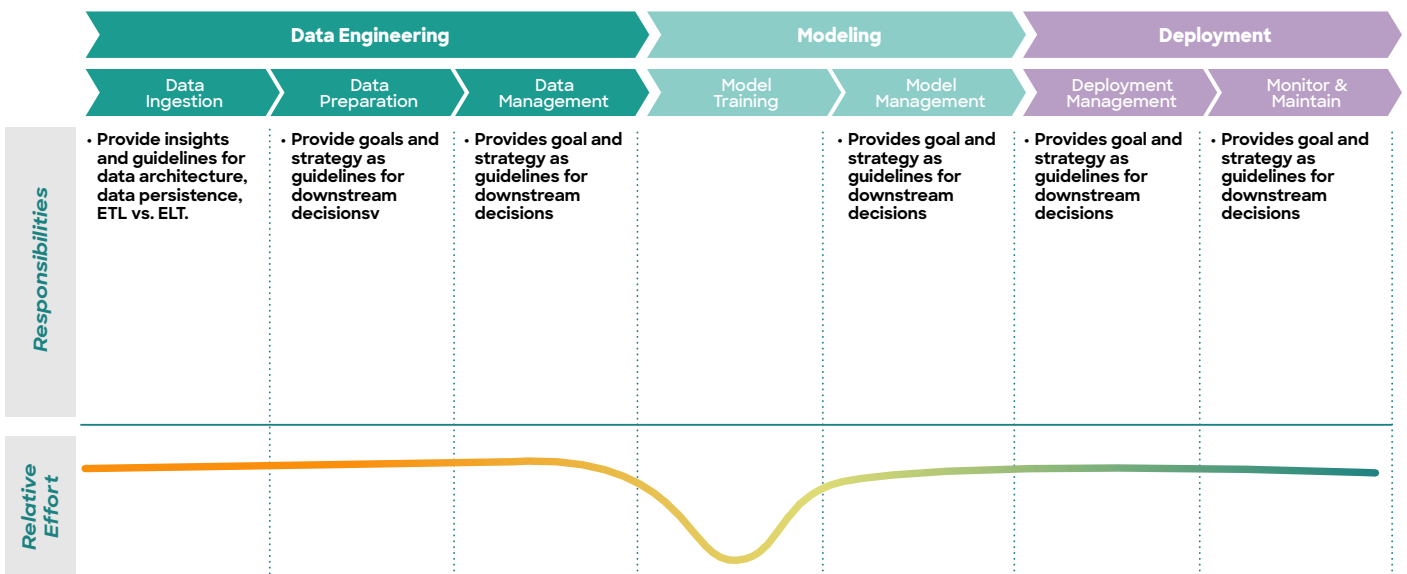 Data Engineering
Modeling
Deployment
Data
Ingestion
Data
Preparation
Data
Management
Model
Training
Model
Management
Deployment
Management
Monitor &
Maintain
Responsibilities
• Provide insights
and guidelines for
data architecture,
data persistence,
ETL vs. ELT.
• Provide goals and
strategy as
guidelines for
downstream
decisionsv
• Provides goal and
strategy as
guidelines for
downstream
decisions
• Provides goal and
strategy as
guidelines for
downstream
decisions
• Provides goal and
strategy as
guidelines for
downstream
decisions
• Provides goal and
strategy as
guidelines for
downstream
decisions
Relative
Effort